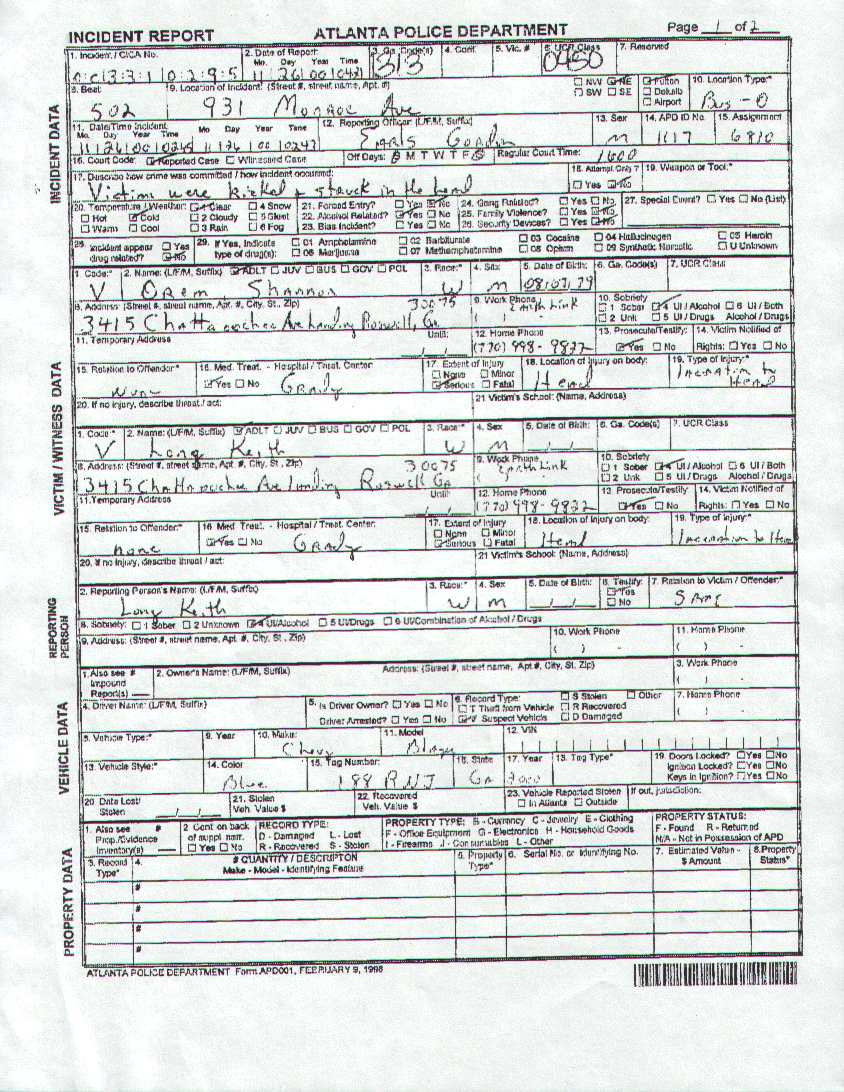 INCIDENT REPORT ATLANTA POLICE DEPARTMENT Page 1 of 2
1. Incident / CICA No. 2. Date of Report: Mo. Day Year Time 3. Ga. Code(s) 4. Cont. 5. Vic. # 6. UCR Class 7. Reserved
11 26 00 0421 1313 0450
8. Beat: 9. Location of Incident: (Street #, street name, Apt. #) NW NE SW SE Fulton Dekalb Airport 10. Location Type:*
502 931 Monroe Ave Bus-O
11. Date/Time Incident: Mo. Day Year Time Mo. Day Year Time 12. Reporting Officer: (L/F/M, Suffix) 13. Sex 14. APD ID No. 15. Assignment
11 26 00 0245 11 26 00 0247 Gordon M 1117 6810
16. Court Code: Reported Case Witnessed Case Off Days: S M T W T F S Regular Court Time: 1600
17. Describe how crime was committed / how incident occurred: 18. Attempt Only? Yes No 19. Weapon or Tool:*
Victims were kicked & struck in the head
20. Temperature / Weather: 1 Clear 4 Snow 21. Forced Entry? Yes No 24. Gang Related? Yes No 27. Special Event? Yes No (List)
Hot Cold 2 Cloudy 5 Sleet 22. Alcohol Related? Yes No 25. Family Violence? Yes No
Warm Cool 3 Rain 6 Fog 23. Bias Incident? Yes No 26. Security Devices? Yes No
28. Incident appear drug related? Yes No 29. If Yes, Indicate type of drug(s): 01 Amphetamine 02 Barbiturate 03 Cocaine 04 Hallucinogen 05 Heroin
06 Marijuana 07 Methamphetamine 08 Opium 09 Synthetic Narcotic U Unknown
INCIDENT DATA
1. Code:* 2. Name: (L/F/M, Suffix) ADLT JUV BUS GOV POL 3. Race:* 4. Sex 5. Date of Birth: 6. Ga. Code(s) 7. UCR Class
V Orem Shannon W M 08/07/79
8. Address: (Street #, street name, Apt. #, City, St., Zip) 30075 9. Work Phone Earth Link 10. Sobriety
1 Sober 4 UI / Alcohol 6 UI / Both 2 Unk 5 UI / Drugs Alcohol / Drugs
3415 Chattahoochee Ave Landing Roswell, Ga
11. Temporary Address Until: 12. Home Phone 13. Prosecute/Testify: Yes No 14. Victim Notified of Rights: Yes No
(770) 998-9822
15. Relation to Offender:* 16. Med. Treat. - Hospital / Treat. Center: 17. Extent of Injury None Minor Serious Fatal 18. Location of Injury on body: 19. Type of Injury:*
None Yes No Grady Head
20. If no injury, describe threat / act: 21 Victim's School: (Name, Address)
1. Code* 2. Name: (L/F/M, Suffix) ADLT JUV BUS GOV POL 3. Race:* 4. Sex 5. Date of Birth: 6. Ga. Code(s) 7. UCR Class
V Long Keith W M
8. Address: (Street #, street name, Apt #, City, St., Zip) 30075 9. Work Phone Earth Link 10. Sobriety
1 Sober 4 UI / Alcohol 6 UI / Both 2 Unk 5 UI / Drugs Alcohol / Drugs
3415 Chattahoochee Ave Landing Roswell Ga
11. Temporary Address Until: 12. Home Phone 13. Prosecute/Testify Yes No 14. Victim Notified of Rights: Yes No
(770) 998-9822
15. Relation to Offender:* 16 Med. Treat. - Hospital / Treat. Center: 17. Extent of Injury None Minor Serious Fatal 18. Location of Injury on body: 19. Type of Injury:*
None Yes No Grady Head
20. If no injury, describe threat / act: 21 Victim's School: (Name, Address)
VICTIM / WITNESS DATA
2. Reporting Person's Name: (L/F/M, Suffix) 3. Race:* 4. Sex 5. Date of Birth: 6. Testify: Yes No 7. Relation to Victim / Offender:*
Long Keith W M
8. Sobriety: 1 Sober 2 Unknown 4 UI/Alcohol 5 UI/Drugs 6 UI/Combination of Alcohol / Drugs
9. Address: (Street #, street name, Apt. #, City, St., Zip) 10. Work Phone 11. Home Phone
REPORTING PERSON
1. Also see # Impound Report(s) 2. Owner's Name: (L/F/M, Suffix) Address: (Street #, street name, Apt #, City, St, Zip) 3. Work Phone
4. Driver Name: (L/F/M, Suffix) 5. Is Driver Owner? Yes No Driver Arrested? Yes No 6. Record Type: S Stolen Other T Theft from Vehicle R Recovered V Suspect Vehicle D Damaged 7. Home Phone
8. Vehicle Type:* 9. Year 10. Make: 11. Model 12. VIN
Chevy Blazer
13. Vehicle Style:* 14. Color 15. Tag Number: 16. State 17. Year 18. Tag Type* 19. Doors Locked? Yes No Ignition Locked? Yes No Keys in Ignition? Yes No
Blue 188 RNJ Ga 2000
20 Date Lost/ Stolen 21. Stolen Veh. Value $ 22. Recovered Veh. Value $ 23. Vehicle Reported Stolen In Atlanta Outside If out, jurisdiction:
VEHICLE DATA
1. Also see # Prop./Evidence Inventory(s) 2 Cont on back of suppl. narr. Yes No RECORD TYPE: D - Damaged L - Lost R - Recovered S - Stolen
PROPERTY TYPE: B - Currency C - Jewelry E - Clothing F - Office Equipment G - Electronics H - Household Goods I - Firearms J - Consumables L - Other
PROPERTY STATUS: F - Found R - Returned N/A - Not in Possession of APD
3. Record Type* 4. # QUANTITY / DESCRIPTON Make - Model - Identifying Feature 5. Property Type* 6. Serial No. or Identifying No. 7. Estimated Value - $ Amount 8. Property Status*
#
#
#
#
PROPERTY DATA
ATLANTA POLICE DEPARTMENT Form APD001, FEBRUARY 9, 1998